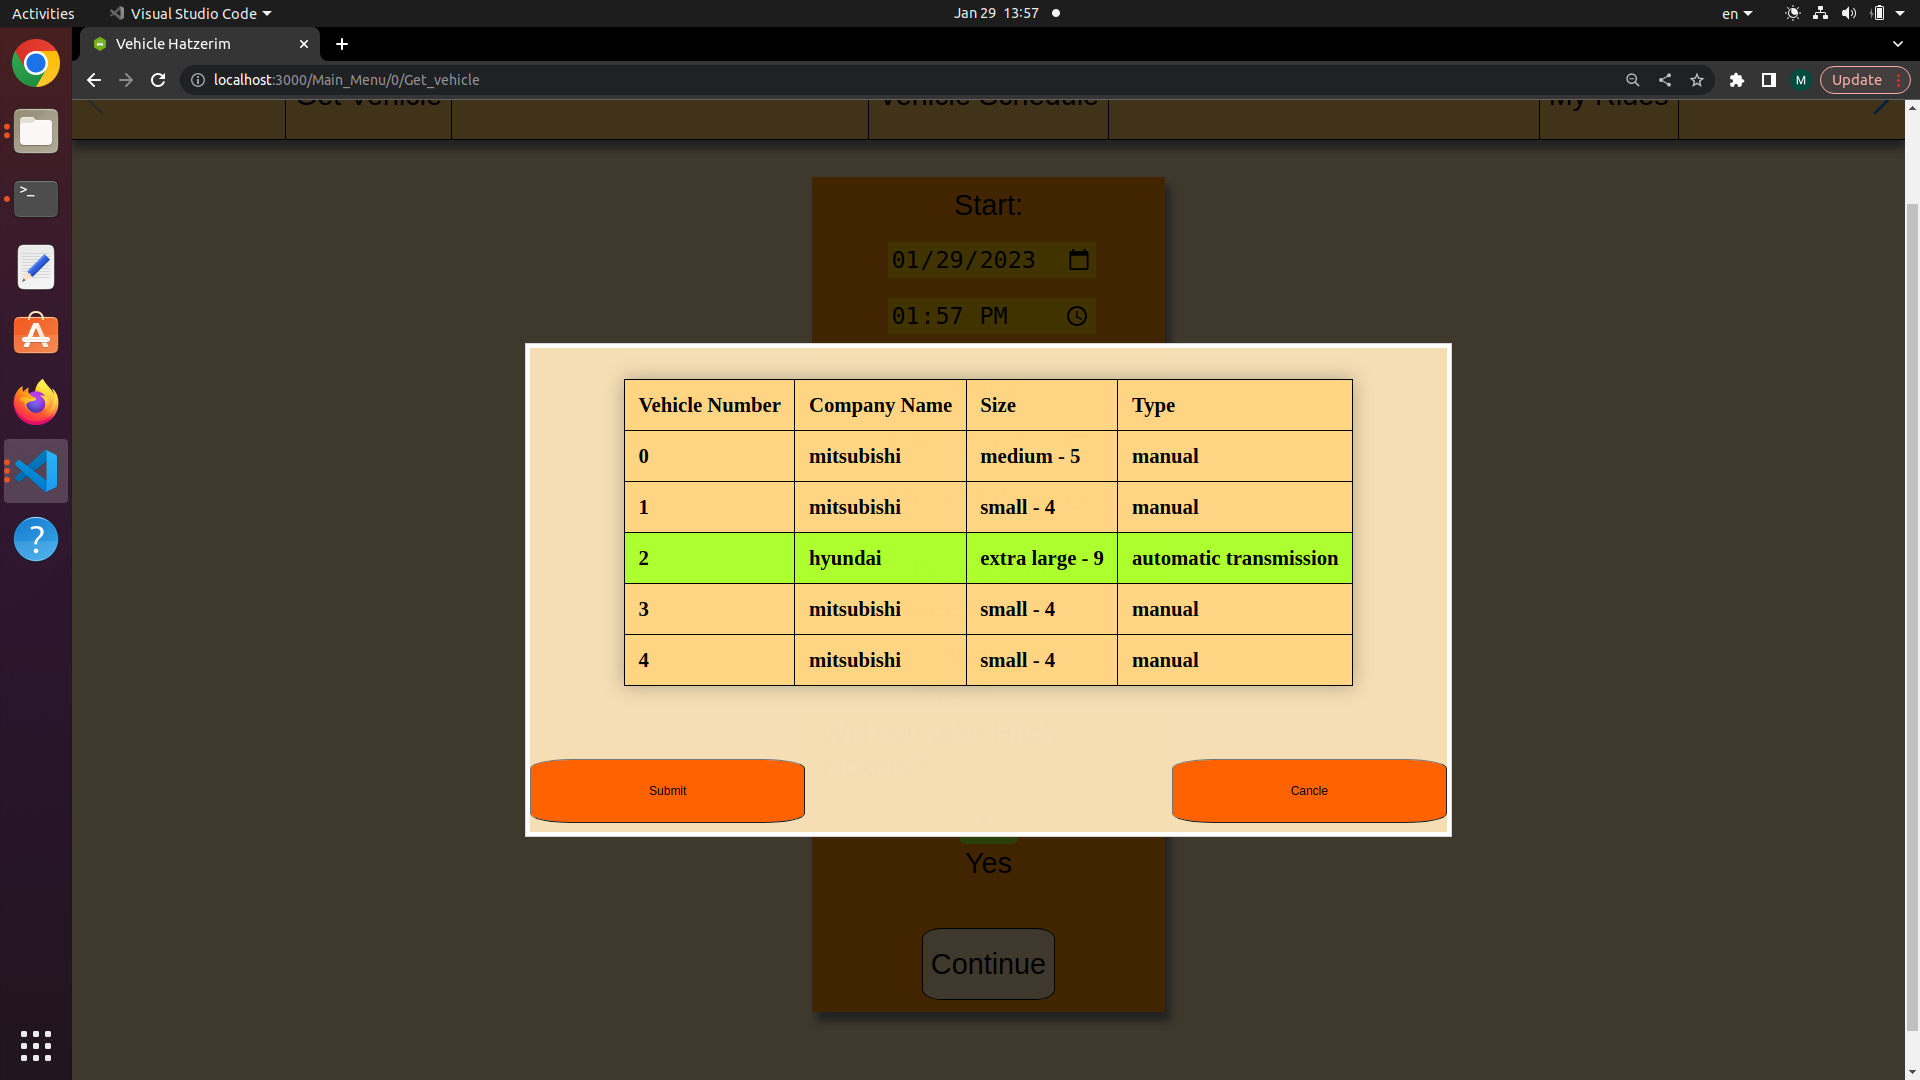 Activities Visual Studio Code Jan 29 13:57 en
Vehicle Hatzerim
localhost:3000/Main_Menu/0/Get_vehicle M Update
Get Vehicle Vehicle Schedule My Rides
Start:
01/29/2023
01:57 PM
Vehicle Number Company Name Size Type
0 mitsubishi medium - 5 manual
1 mitsubishi small - 4 manual
2 hyundai extra large - 9 automatic transmission
3 mitsubishi small - 4 manual
4 mitsubishi small - 4 manual
Submit Cancle
Yes
Continue